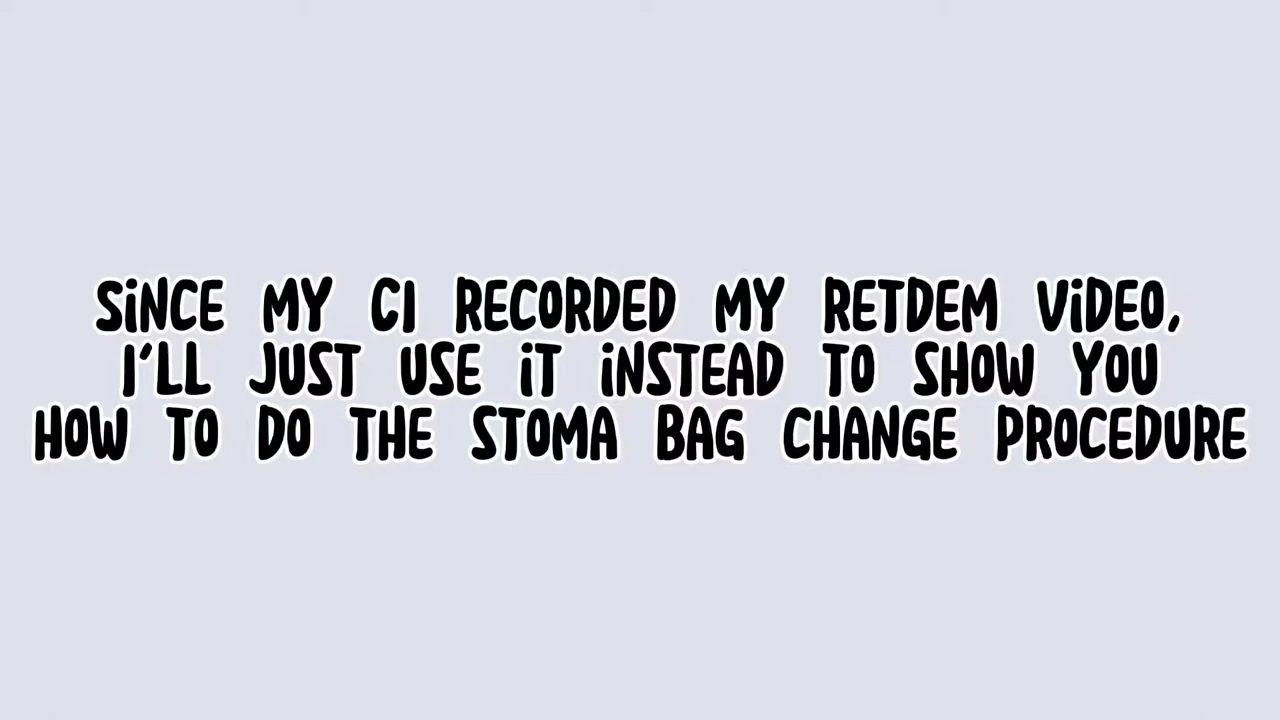 SiNCE MY CI RECORDED MY RETDEM ViDEO,
I'LL JUST USE iT iNSTEAD TO SHOW YOU
HOW TO DO THE STOMA BAG CHANGE PROCEDURE